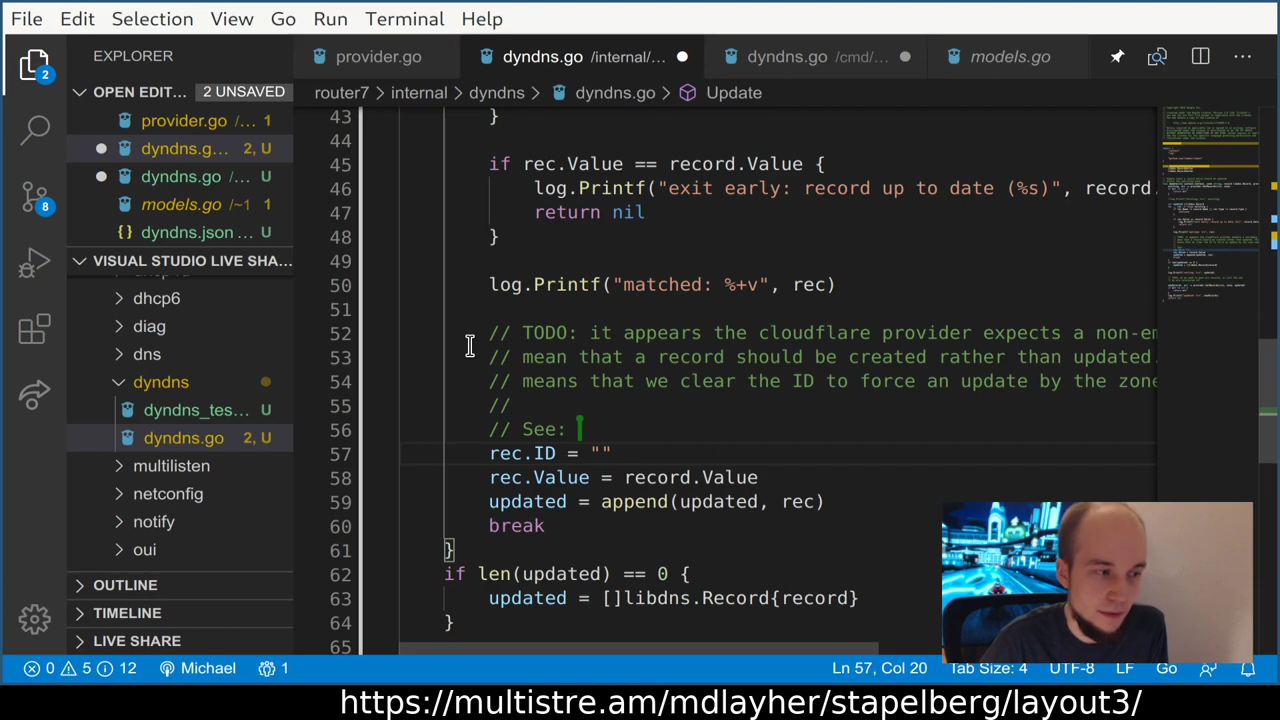 File Edit Selection View Go Run Terminal Help
EXPLORER
provider.go
dyndns.go /internal/...
dyndns.go /cmd/...
models.go
2
OPEN EDIT... 2 UNSAVED
router7 > internal > dyndns > dyndns.go > Update
provider.go /... 1
dyndns.g... 2, U
dyndns.go /...
models.go /~1 1
dyndns.json ... U
8
VISUAL STUDIO LIVE SHA...
dhcp6
diag
dns
dyndns
dyndns_tes... U
dyndns.go 2, U
multilisten
netconfig
notify
oui
OUTLINE
TIMELINE
LIVE SHARE
43 }
44
45 if rec.Value == record.Value {
46 log.Printf("exit early: record up to date (%s)", record.
47 return nil
48 }
49
50 log.Printf("matched: %+v", rec)
51
52 // TODO: it appears the cloudflare provider expects a non-em
53 // mean that a record should be created rather than updated.
54 // means that we clear the ID to force an update by the zone
55 //
56 // See:
57 rec.ID = ""
58 rec.Value = record.Value
59 updated = append(updated, rec)
60 break
61 }
62 if len(updated) == 0 {
63 updated = []libdns.Record{record}
64 }
65
0 5 12 Michael 1
Ln 57, Col 20 Tab Size: 4 UTF-8 LF Go
https://multistre.am/mdlayher/stapelberg/layout3/